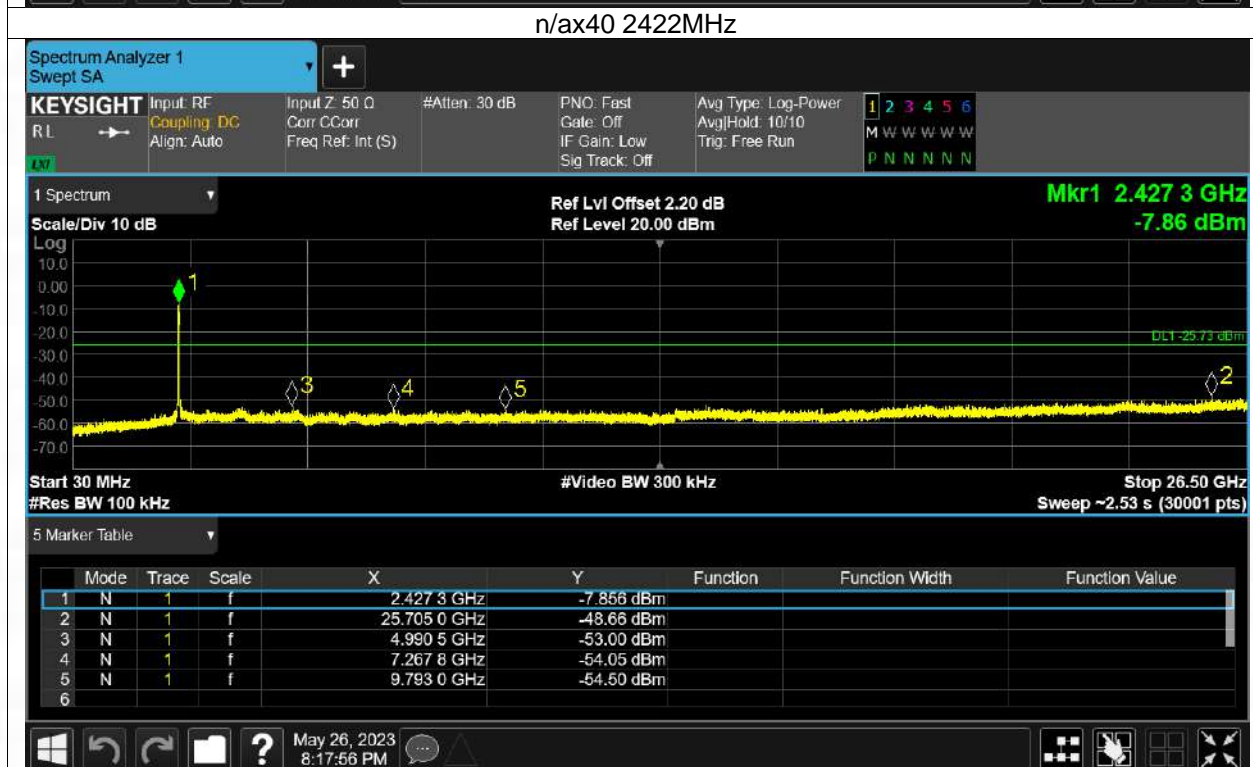 n/ax40 2422MHz
Spectrum Analyzer 1
Swept SA
+
KEYSIGHT Input: RF Input Z: 50 Ω #Atten: 30 dB PNO: Fast Avg Type: Log-Power 1 2 3 4 5 6
RL Coupling: DC Corr CCorr Gate: Off Avg|Hold: 10/10 M W W W W W
Align: Auto Freq Ref: Int (S) IF Gain: Low Trig: Free Run
LXI Sig Track: Off P N N N N N
1 Spectrum Ref Lvl Offset 2.20 dB Mkr1 2.427 3 GHz
Scale/Div 10 dB Ref Level 20.00 dBm -7.86 dBm
Log
10.0
1
0.00
-10.0
-20.0
DL1 -25.73 dBm
-30.0
-40.0
3 4 5 2
-50.0
-60.0
-70.0
Start 30 MHz #Video BW 300 kHz Stop 26.50 GHz
#Res BW 100 kHz Sweep ~2.53 s (30001 pts)
5 Marker Table
Mode Trace Scale X Y Function Function Width Function Value
1 N 1 f 2.427 3 GHz -7.856 dBm
2 N 1 f 25.705 0 GHz -48.66 dBm
3 N 1 f 4.990 5 GHz -53.00 dBm
4 N 1 f 7.267 8 GHz -54.05 dBm
5 N 1 f 9.793 0 GHz -54.50 dBm
6
? May 26, 2023
8:17:56 PM